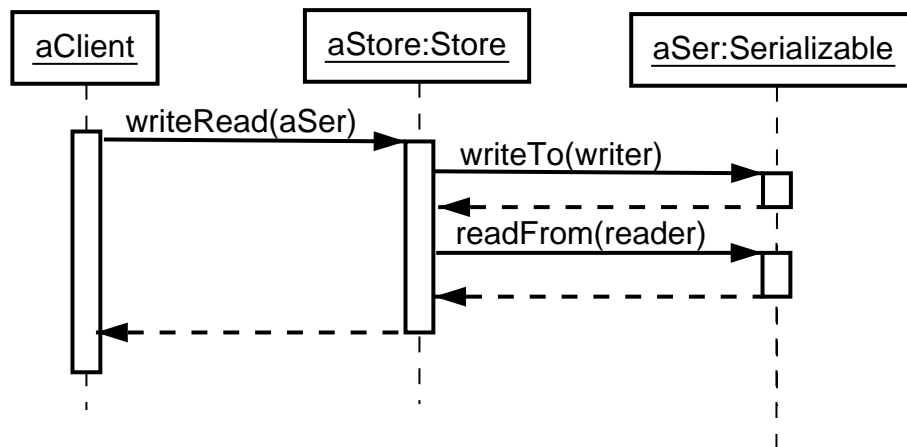 aClient
aStore:Store
aSer:Serializable
writeRead(aSer)
writeTo(writer)
readFrom(reader)